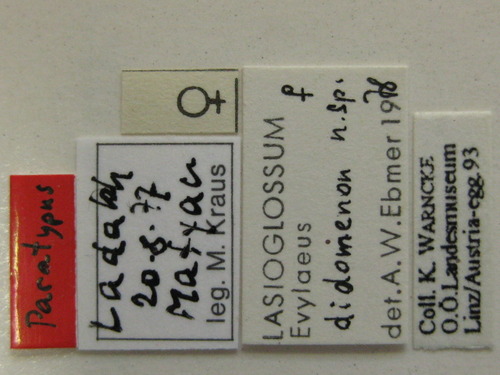 Paratypus
♀
Ladakh
20.8.77
Matyan
leg. M. Kraus
LASIOGLOSSUM ♀
Evylaeus
didomenon n.sp.
det. A.W. Ebmer 1978
Coll. K. WARNCKE
O.Ö. Landesmuseum
Linz/Austria-egg.93